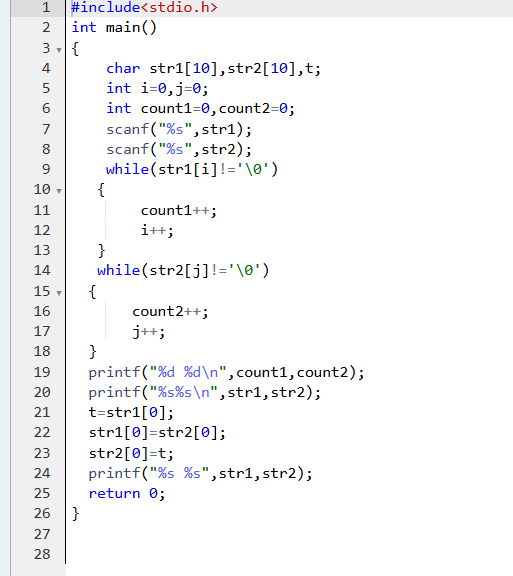 1 #include<stdio.h>
2 int main()
3 {
4     char str1[10],str2[10],t;
5     int i=0,j=0;
6     int count1=0,count2=0;
7     scanf("%s",str1);
8     scanf("%s",str2);
9     while(str1[i]!='\0')
10    {
11         count1++;
12         i++;
13    }
14    while(str2[j]!='\0')
15   {
16        count2++;
17        j++;
18   }
19   printf("%d %d\n",count1,count2);
20   printf("%s%s\n",str1,str2);
21   t=str1[0];
22   str1[0]=str2[0];
23   str2[0]=t;
24   printf("%s %s",str1,str2);
25   return 0;
26 }
27
28